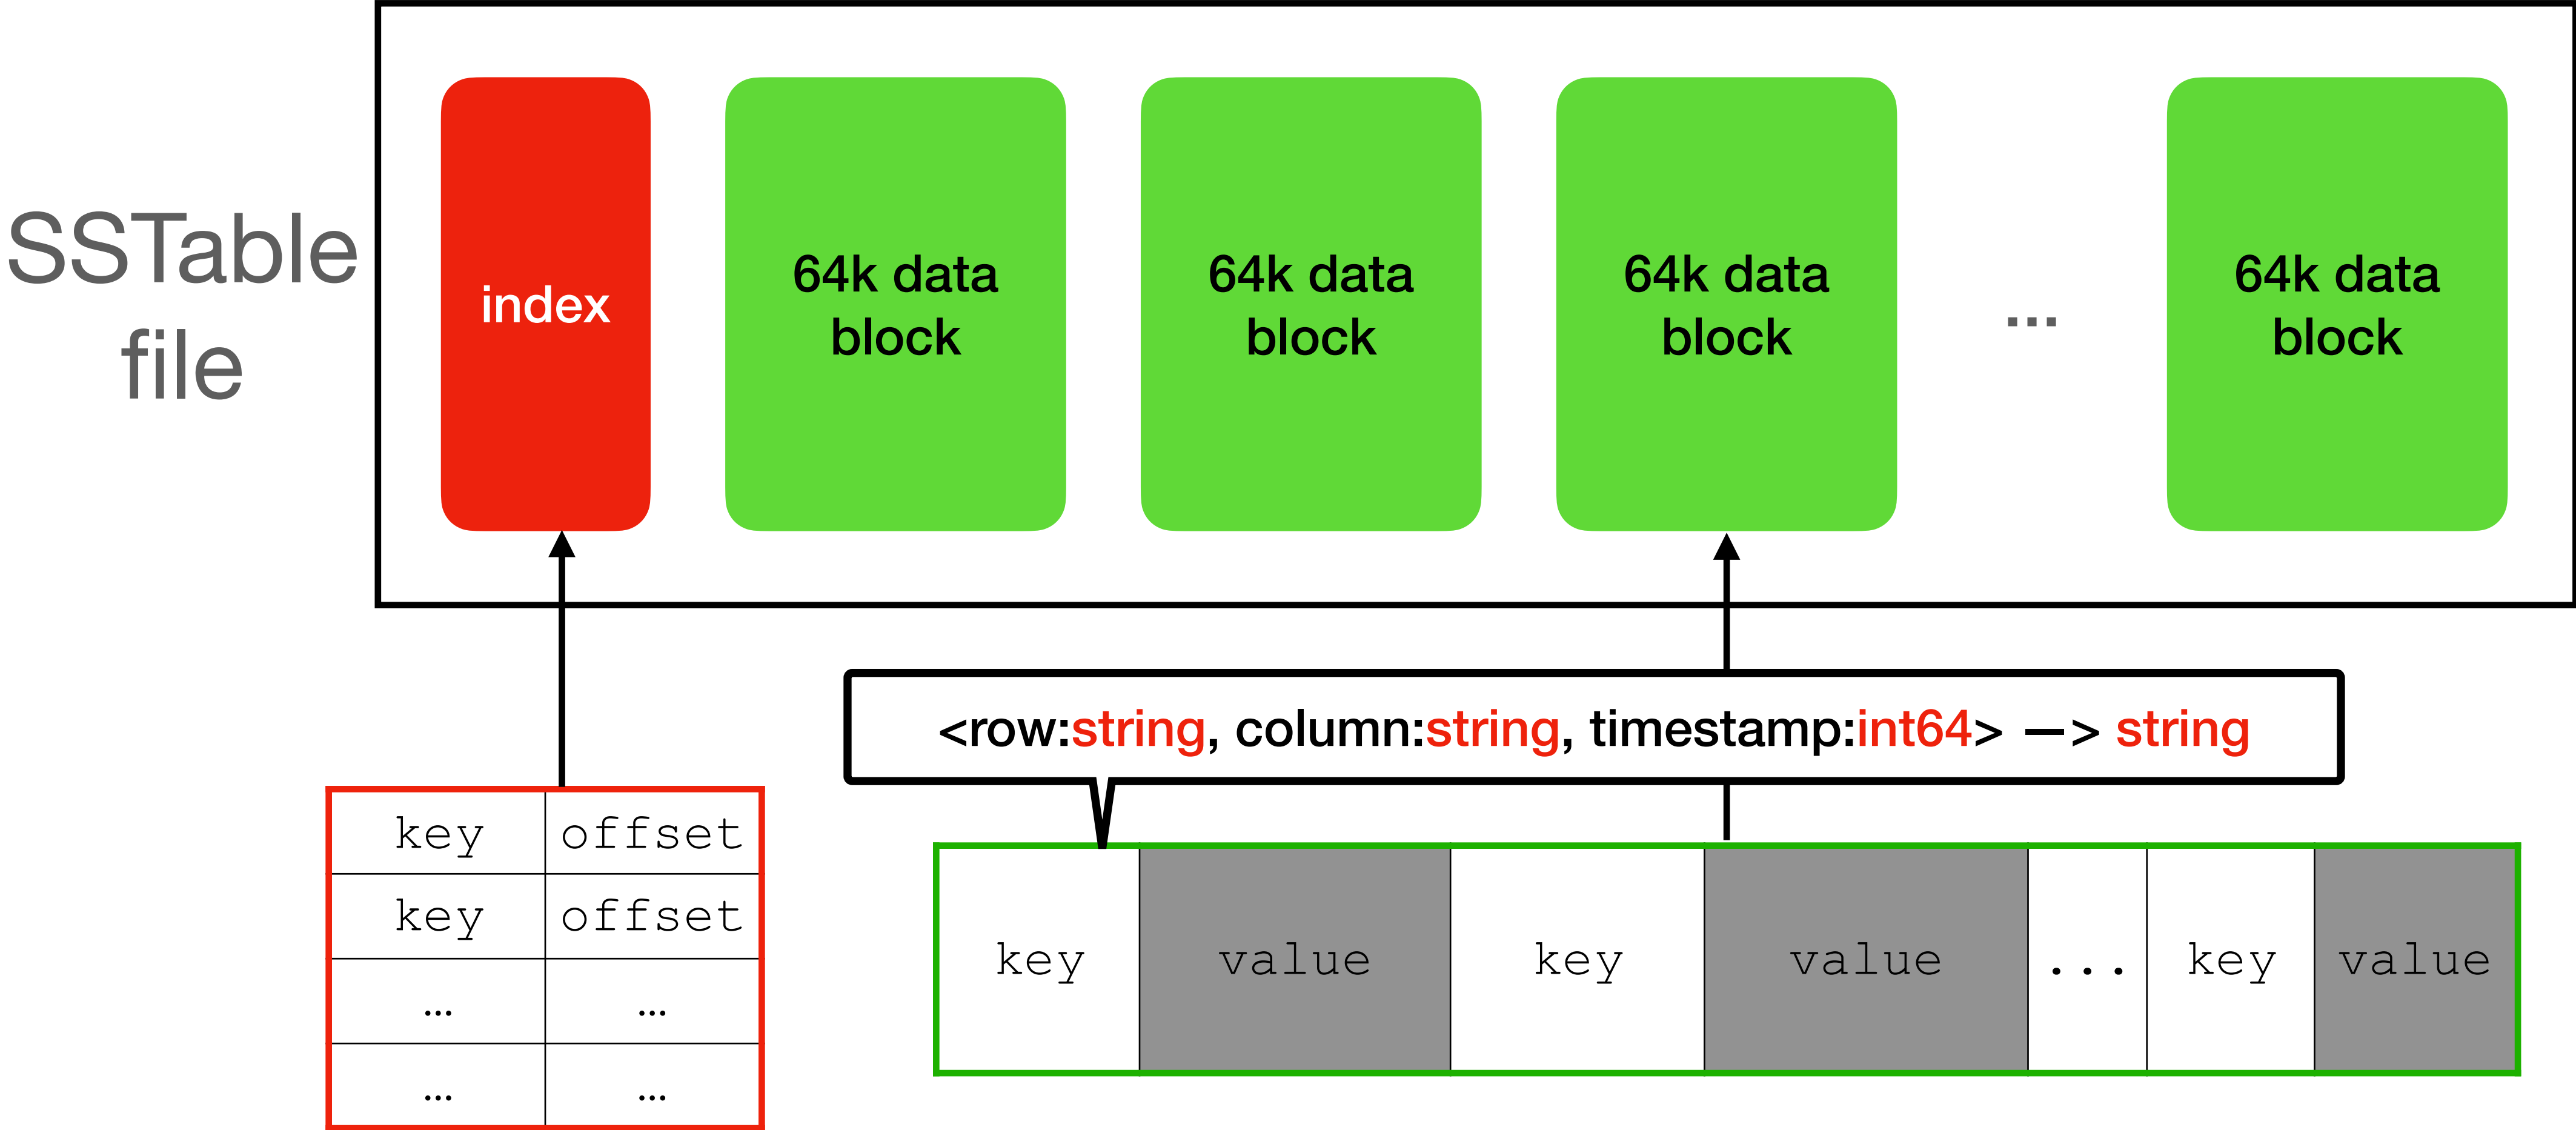 SSTable
file
index
64k data
block
64k data
block
64k data
block
...
64k data
block
<row:string, column:string, timestamp:int64> —> string
key offset
key offset
... ...
... ...
key value key value ... key value